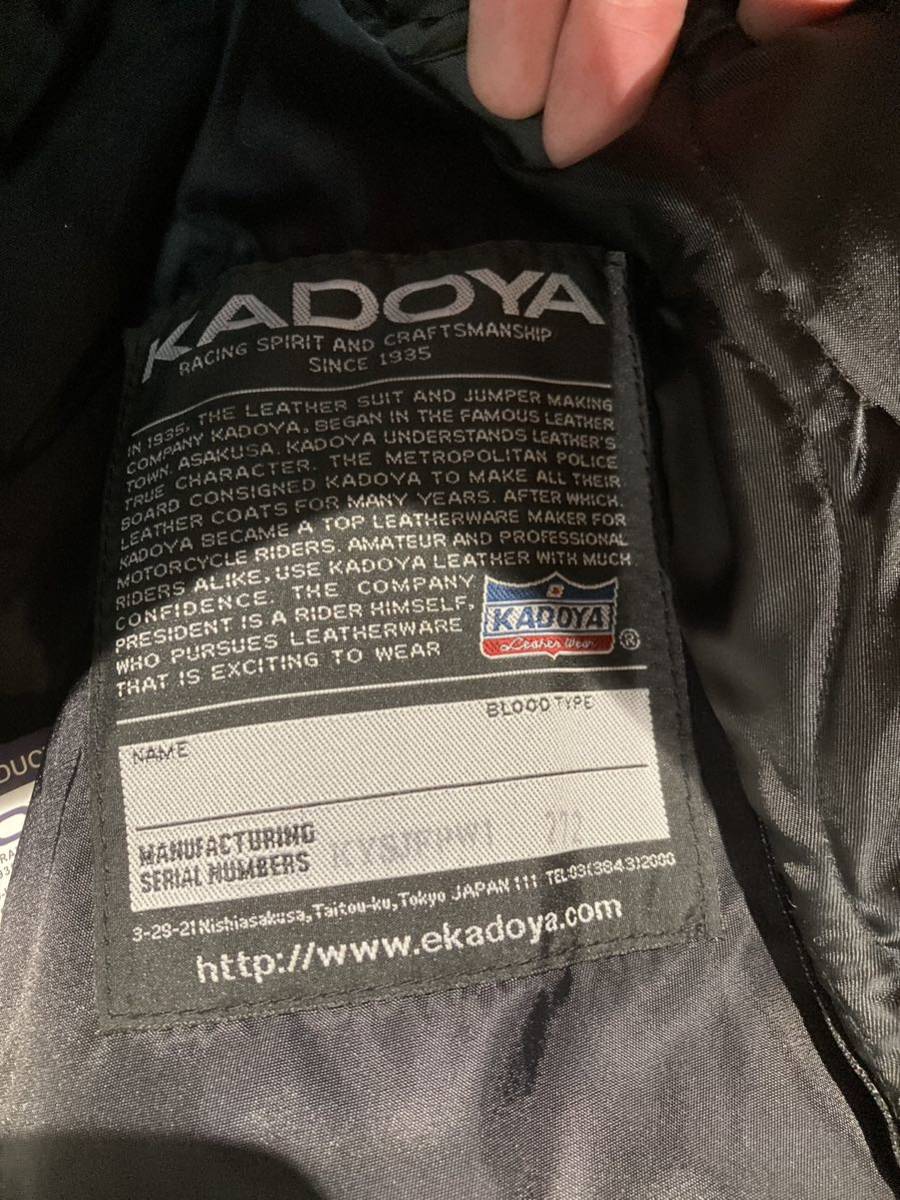 KADOYA
RACING SPIRIT AND CRAFTSMANSHIP
SINCE 1935
IN 1935, THE LEATHER SUIT AND JUMPER MAKING
COMPANY KADOYA, BEGAN IN THE FAMOUS LEATHER
TOWN, ASAKUSA. KADOYA UNDERSTANDS LEATHER'S
TRUE CHARACTER. THE METROPOLITAN POLICE
BOARD CONSIGNED KADOYA TO MAKE ALL THEIR
LEATHER COATS FOR MANY YEARS. AFTER WHICH,
KADOYA BECAME A TOP LEATHERWARE MAKER FOR
MOTORCYCLE RIDERS. AMATEUR AND PROFESSIONAL
RIDERS ALIKE, USE KADOYA LEATHER WITH MUCH
CONFIDENCE. THE COMPANY
PRESIDENT IS A RIDER HIMSELF,
WHO PURSUES LEATHERWARE
THAT IS EXCITING TO WEAR
KADOYA
Leather Wear
®
NAME
BLOOD TYPE
MANUFACTURING
SERIAL NUMBERS
3-29-21 Nishiasakusa, Taitou-ku, Tokyo JAPAN 111 TEL03(3843)2000
http://www.ekadoya.com
DUC